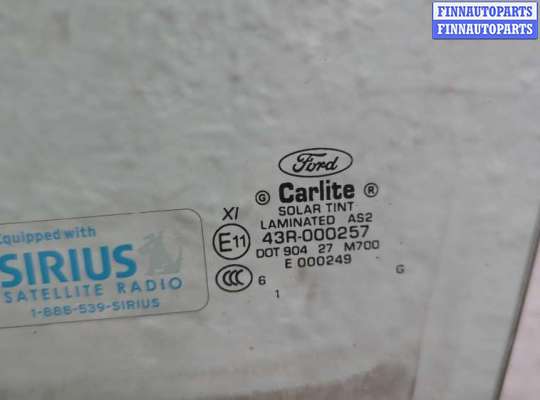 FINNAUTOPARTS
FINNAUTOPARTS
Ford
G Carlite ®
SOLAR TINT
XI LAMINATED AS2
E11 43R-000257
DOT 904 27 M700
E 000249
CCC 6 G
1
Equipped with
SIRIUS
SATELLITE RADIO
1-888-539-SIRIUS